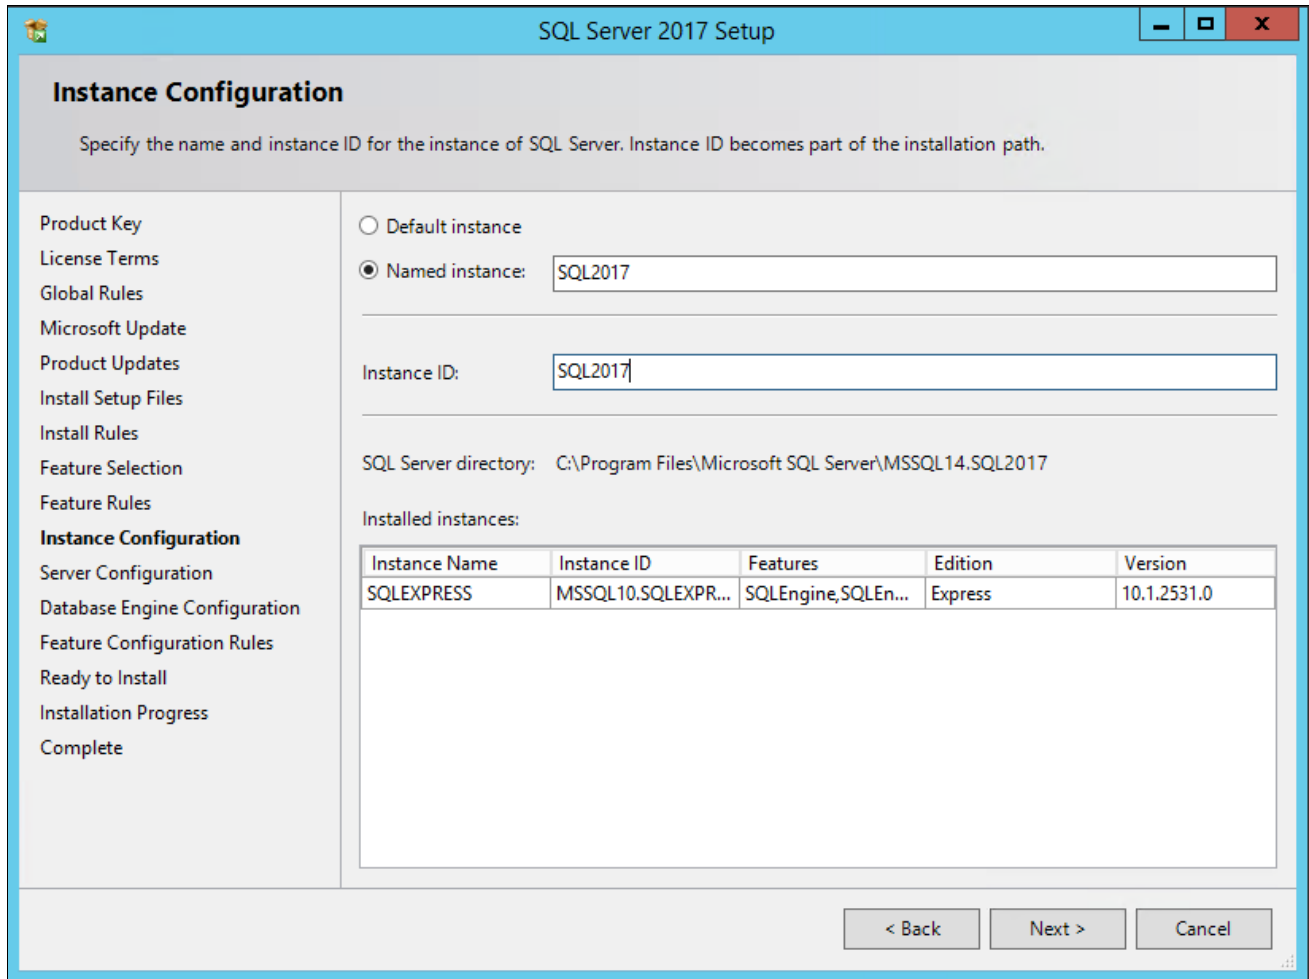 SQL Server 2017 Setup
Instance Configuration
Specify the name and instance ID for the instance of SQL Server. Instance ID becomes part of the installation path.
Product Key
License Terms
Global Rules
Microsoft Update
Product Updates
Install Setup Files
Install Rules
Feature Selection
Feature Rules
Instance Configuration
Server Configuration
Database Engine Configuration
Feature Configuration Rules
Ready to Install
Installation Progress
Complete
Default instance
Named instance: SQL2017
Instance ID: SQL2017
SQL Server directory: C:\Program Files\Microsoft SQL Server\MSSQL14.SQL2017
Installed instances:
Instance Name Instance ID Features Edition Version
SQLEXPRESS MSSQL10.SQLEXPR... SQLEngine,SQLEn... Express 10.1.2531.0
< Back Next > Cancel